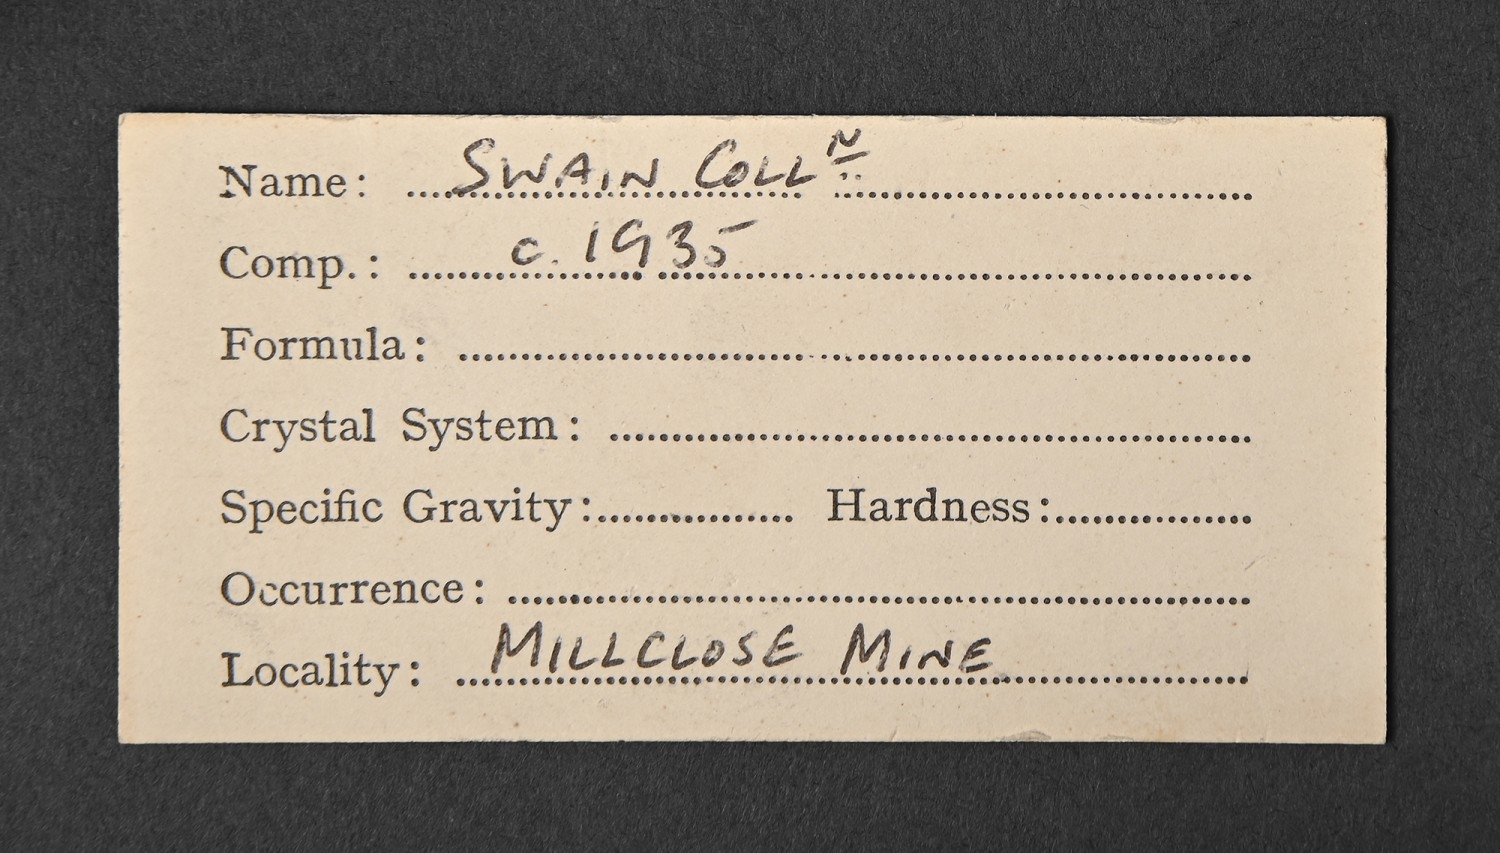 Name: SWAIN COLLN
Comp.: c. 1935
Formula:
Crystal System:
Specific Gravity: Hardness:
Occurrence:
Locality: MILLCLOSE MINE